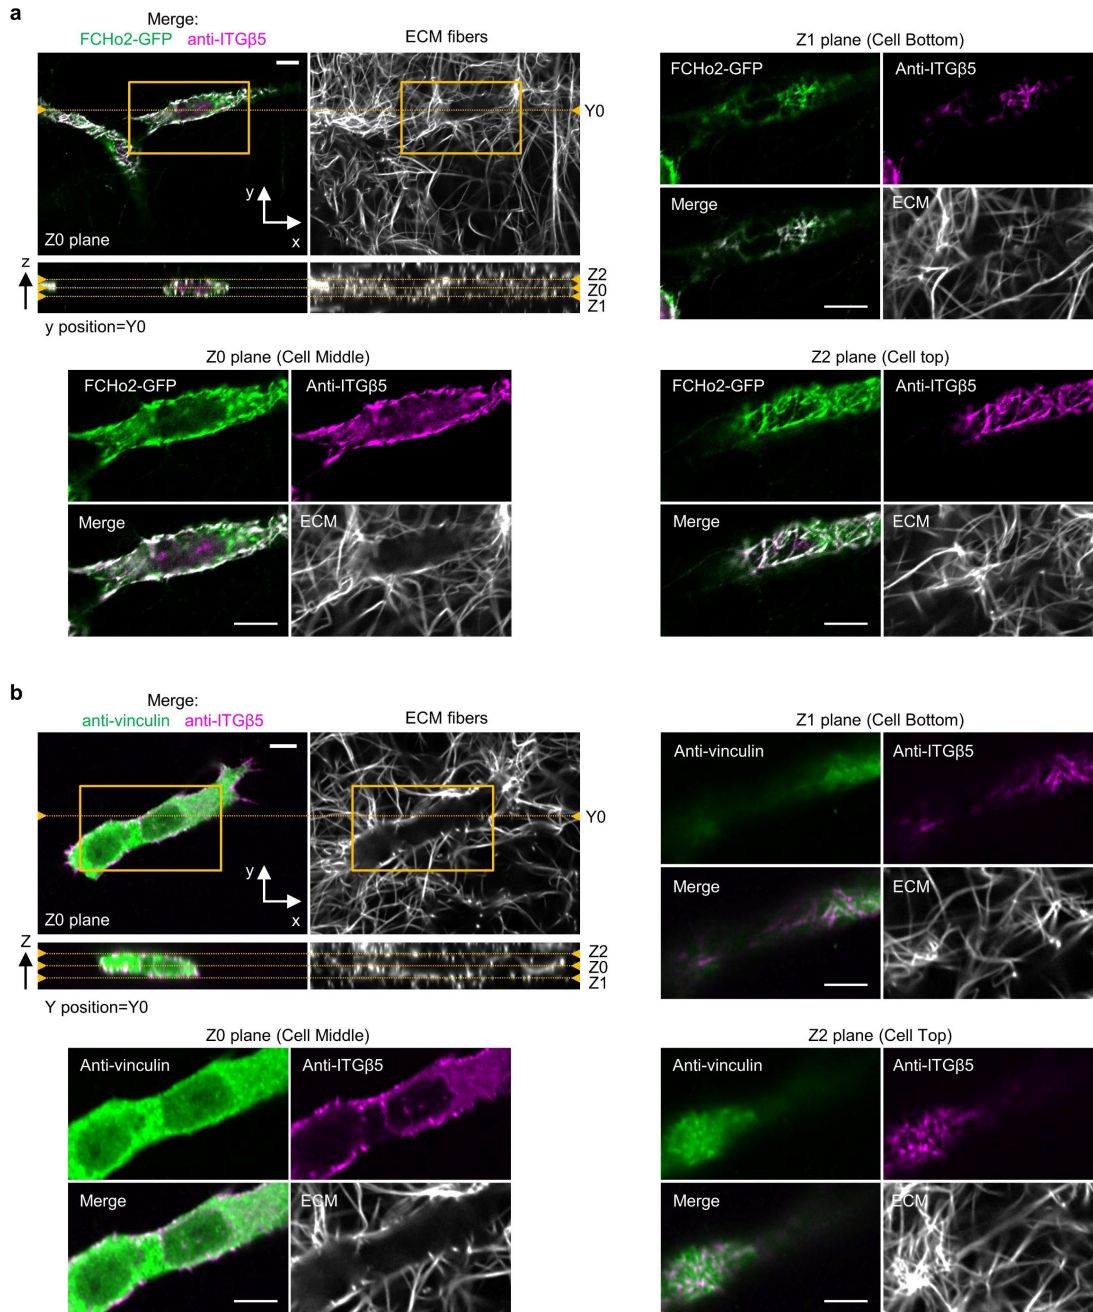 a
Merge:
FCHo2-GFP anti-ITGβ5
ECM fibers
Y0
y
x
Z0 plane
z
Z2
Z0
Z1
y position=Y0
Z1 plane (Cell Bottom)
FCHo2-GFP
Anti-ITGβ5
Merge
ECM
Z0 plane (Cell Middle)
FCHo2-GFP
Anti-ITGβ5
Merge
ECM
Z2 plane (Cell top)
FCHo2-GFP
Anti-ITGβ5
Merge
ECM
b
Merge:
anti-vinculin anti-ITGβ5
ECM fibers
Y0
y
x
Z0 plane
Z
Z2
Z0
Z1
Y position=Y0
Z1 plane (Cell Bottom)
Anti-vinculin
Anti-ITGβ5
Merge
ECM
Z0 plane (Cell Middle)
Anti-vinculin
Anti-ITGβ5
Merge
ECM
Z2 plane (Cell Top)
Anti-vinculin
Anti-ITGβ5
Merge
ECM